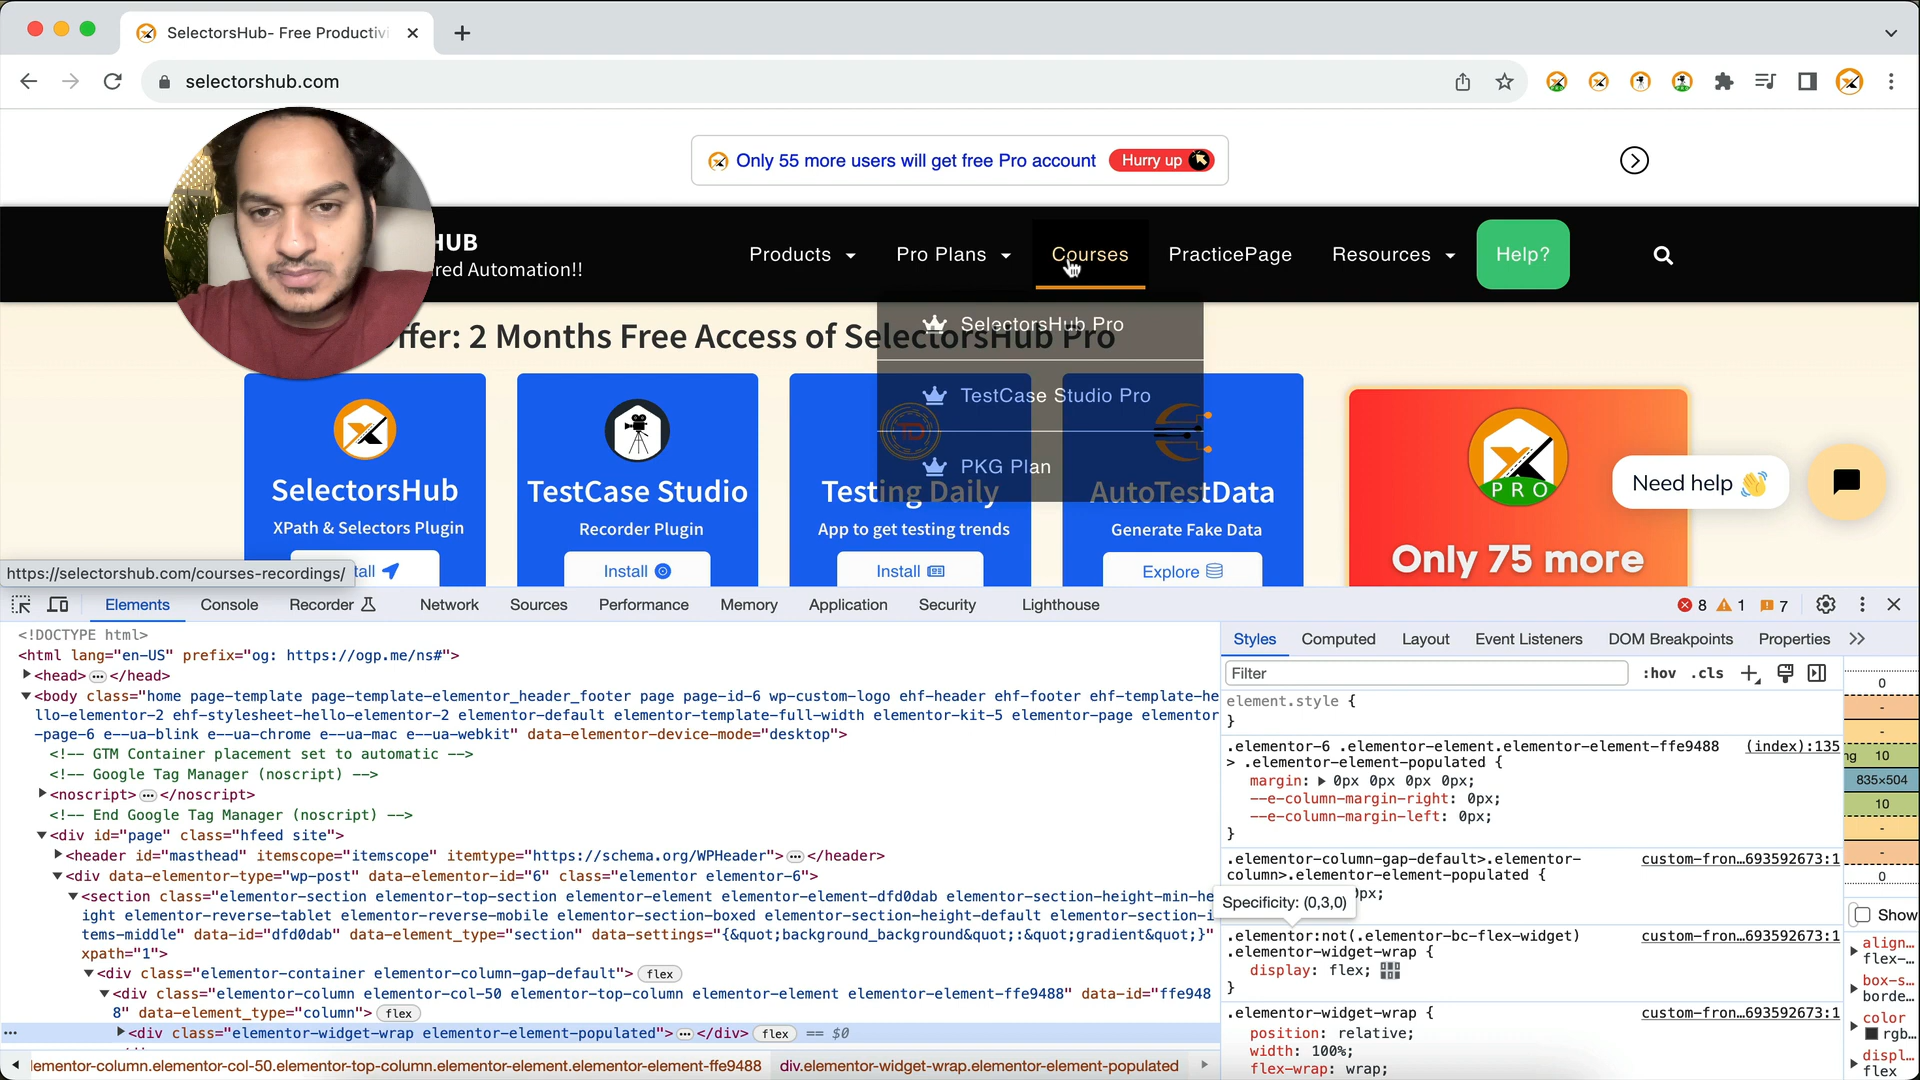 SelectorsHub- Free Productivi
selectorshub.com
Only 55 more users will get free Pro account
Hurry up
HUB
red Automation!!
Products
Pro Plans
Courses
PracticePage
Resources
Help?
ffer: 2 Months Free Access of SelectorsHub Pro
SelectorsHub Pro
TestCase Studio Pro
PKG Plan
SelectorsHub
XPath & Selectors Plugin
tall
TestCase Studio
Recorder Plugin
Install
TD
Testing Daily
App to get testing trends
Install
AutoTestData
Generate Fake Data
Explore
PRO
Only 75 more
Need help 👋
https://selectorshub.com/courses-recordings/
Elements
Console
Recorder
Network
Sources
Performance
Memory
Application
Security
Lighthouse
8
1
7
<!DOCTYPE html>
<html lang="en-US" prefix="og: https://ogp.me/ns#">
<head> ⋯ </head>
<body class="home page-template page-template-elementor_header_footer page page-id-6 wp-custom-logo ehf-header ehf-footer ehf-template-he
llo-elementor-2 ehf-stylesheet-hello-elementor-2 elementor-default elementor-template-full-width elementor-kit-5 elementor-page elementor
-page-6 e--ua-blink e--ua-chrome e--ua-mac e--ua-webkit" data-elementor-device-mode="desktop">
<!-- GTM Container placement set to automatic -->
<!-- Google Tag Manager (noscript) -->
<noscript> ⋯ </noscript>
<!-- End Google Tag Manager (noscript) -->
<div id="page" class="hfeed site">
<header id="masthead" itemscope="itemscope" itemtype="https://schema.org/WPHeader"> ⋯ </header>
<div data-elementor-type="wp-post" data-elementor-id="6" class="elementor elementor-6">
<section class="elementor-section elementor-top-section elementor-element elementor-element-dfd0dab elementor-section-height-min-he
ight elementor-reverse-tablet elementor-reverse-mobile elementor-section-boxed elementor-section-height-default elementor-section-i
tems-middle" data-id="dfd0dab" data-element_type="section" data-settings="{&quot;background_background&quot;:&quot;gradient&quot;}"
xpath="1">
<div class="elementor-container elementor-column-gap-default"> flex
<div class="elementor-column elementor-col-50 elementor-top-column elementor-element elementor-element-ffe9488" data-id="ffe948
8" data-element_type="column"> flex
<div class="elementor-widget-wrap elementor-element-populated"> ⋯ </div> flex == $0
lementor-column.elementor-col-50.elementor-top-column.elementor-element.elementor-element-ffe9488
div.elementor-widget-wrap.elementor-element-populated
Styles
Computed
Layout
Event Listeners
DOM Breakpoints
Properties
Filter
:hov
.cls
element.style {
}
.elementor-6 .elementor-element.elementor-element-ffe9488 (index):135
> .elementor-element-populated {
margin: 0px 0px 0px 0px;
--e-column-margin-right: 0px;
--e-column-margin-left: 0px;
}
.elementor-column-gap-default>.elementor- custom-fron…693592673:1
column>.elementor-element-populated {
0px;
Specificity: (0,3,0)
.elementor:not(.elementor-bc-flex-widget) custom-fron…693592673:1
.elementor-widget-wrap {
display: flex;
}
.elementor-widget-wrap { custom-fron…693592673:1
position: relative;
width: 100%;
flex-wrap: wrap;
0
-
-
ng 10
835×504
10
-
-
0
Show
align…
flex-…
box-s…
borde…
color
rgb…
displ…
flex